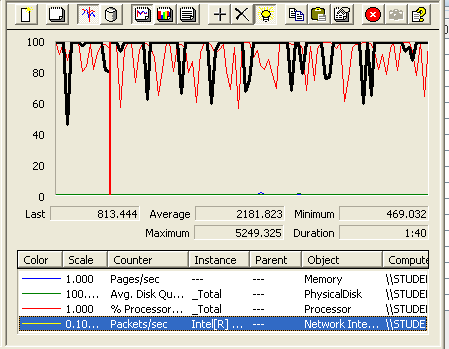 100
80
60
40
20
0
Last 813.444 Average 2181.823 Minimum 469.032
Maximum 5249.325 Duration 1:40
Color Scale Counter Instance Parent Object Compute
1.000 Pages/sec --- --- Memory \\STUDE
100.... Avg. Disk Qu... _Total --- PhysicalDisk \\STUDE
1.000 % Processor... _Total --- Processor \\STUDE
0.10... Packets/sec Intel[R] ... --- Network Inte... \\STUDE